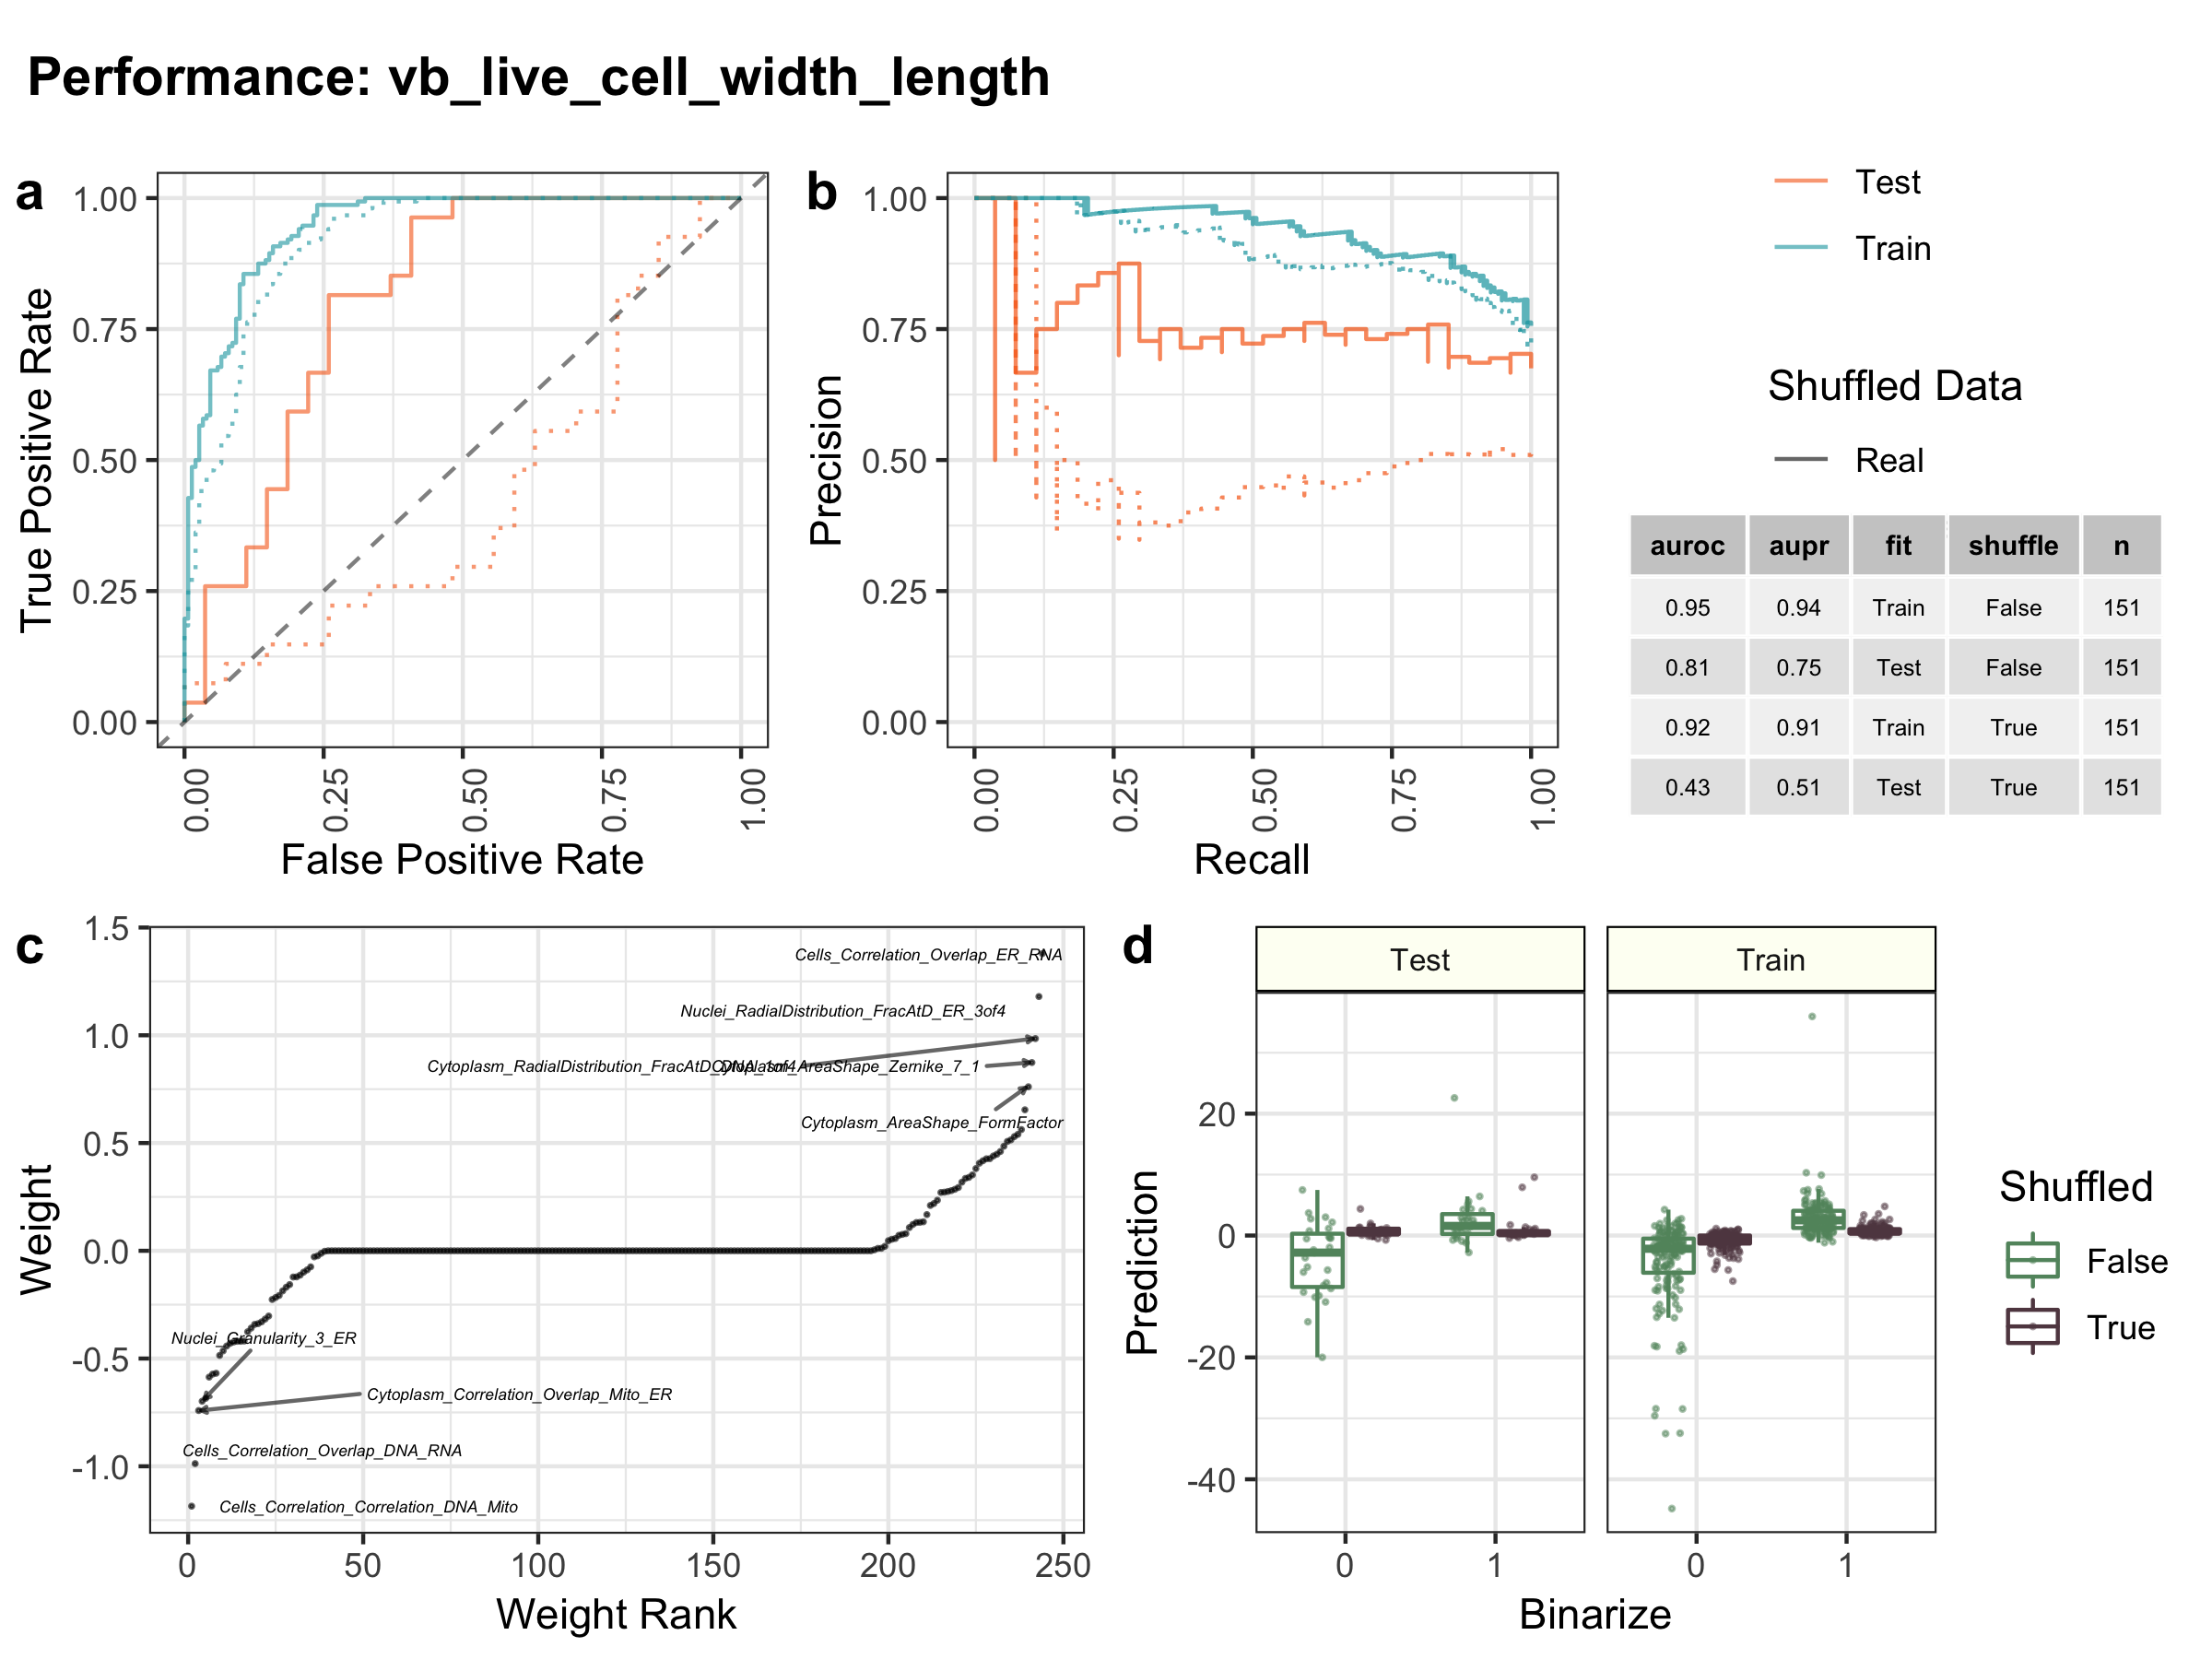 Performance: vb_live_cell_width_length
a
1.00
0.75
0.50
0.25
0.00
True Positive Rate
0.00
0.25
0.50
0.75
1.00
False Positive Rate
b
1.00
0.75
0.50
0.25
0.00
Precision
0.00
0.25
0.50
0.75
1.00
Recall
Test
Train
Shuffled Data
Real
auroc aupr fit shuffle n
0.95 0.94 Train False 151
0.81 0.75 Test False 151
0.92 0.91 Train True 151
0.43 0.51 Test True 151
c
1.5
1.0
0.5
0.0
-0.5
-1.0
Weight
Cells_Correlation_Overlap_ER_RNA
Nuclei_RadialDistribution_FracAtD_ER_3of4
Cytoplasm_RadialDistribution_FracAtD_DNA_1of4
Cytoplasm_AreaShape_Zernike_7_1
Cytoplasm_AreaShape_FormFactor
Nuclei_Granularity_3_ER
Cytoplasm_Correlation_Overlap_Mito_ER
Cells_Correlation_Overlap_DNA_RNA
Cells_Correlation_Correlation_DNA_Mito
0 50 100 150 200 250
Weight Rank
d
Test Train
20
0
-20
-40
Prediction
0 1 0 1
Binarize
Shuffled
False
True